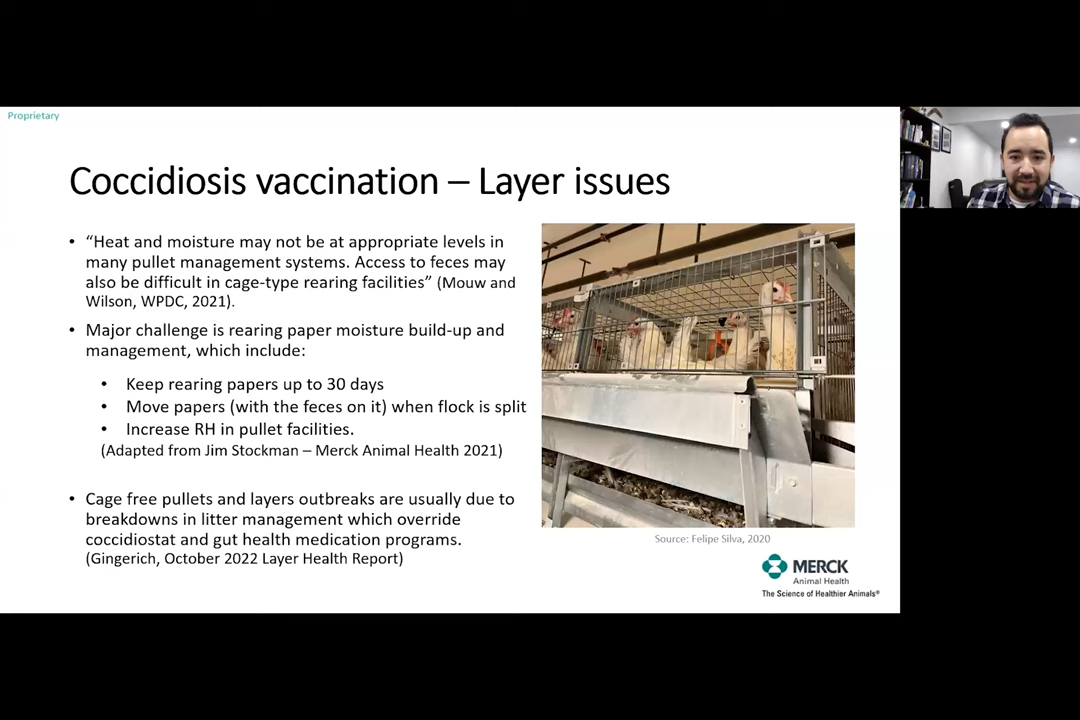 Proprietary
Coccidiosis vaccination – Layer issues
• “Heat and moisture may not be at appropriate levels in
many pullet management systems. Access to feces may
also be difficult in cage-type rearing facilities” (Mouw and
Wilson, WPDC, 2021).
• Major challenge is rearing paper moisture build-up and
management, which include:
• Keep rearing papers up to 30 days
• Move papers (with the feces on it) when flock is split
• Increase RH in pullet facilities.
(Adapted from Jim Stockman – Merck Animal Health 2021)
• Cage free pullets and layers outbreaks are usually due to
breakdowns in litter management which override
coccidiostat and gut health medication programs.
(Gingerich, October 2022 Layer Health Report)
Source: Felipe Silva, 2020
MERCK
Animal Health
The Science of Healthier Animals®